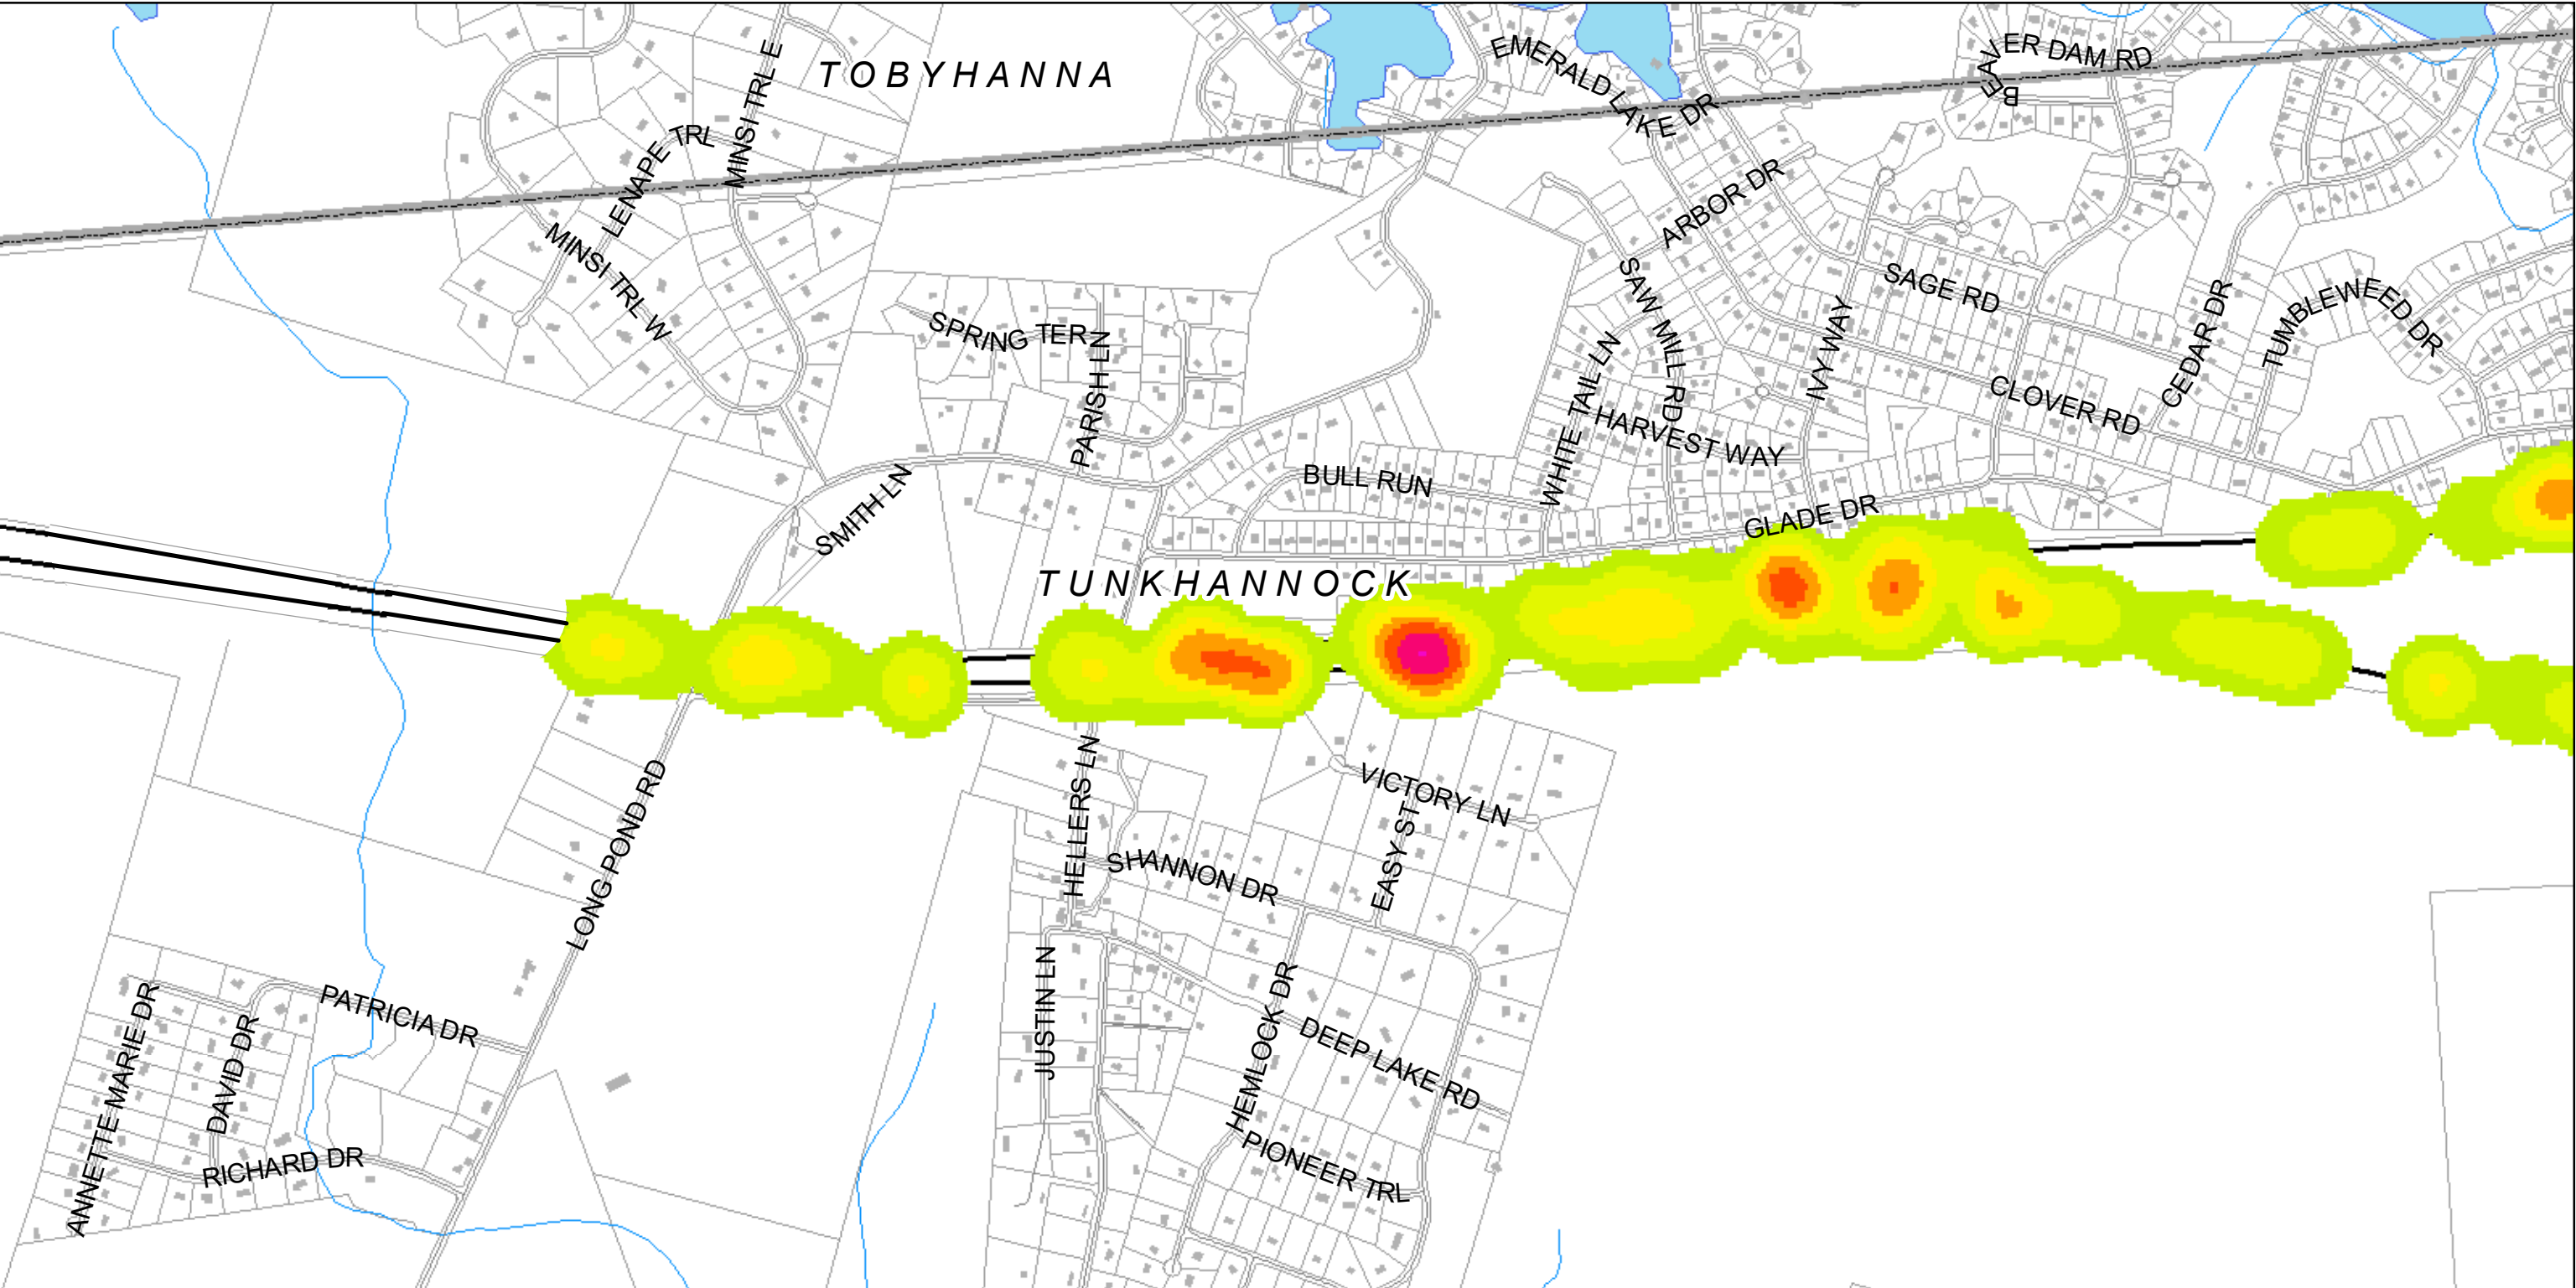 TOBYHANNA
EMERALD LAKE DR
BEAVER DAM RD
MINSI TRL E
LENAPE TRL
MINSI TRL W
ARBOR DR
SAW MILL RD
SAGE RD
IVY WAY
CEDAR DR
TUMBLEWEED DR
SPRING TER
PARISH LN
WHITE TAIL LN
HARVEST WAY
CLOVER RD
BULL RUN
SMITH LN
GLADE DR
TUNKHANNOCK
LONG POND RD
HELLERS LN
VICTORY LN
EASY ST
SHANNON DR
JUSTIN LN
HEMLOCK DR
DEEP LAKE RD
PIONEER TRL
PATRICIA DR
ANNETTE MARIE DR
DAVID DR
RICHARD DR